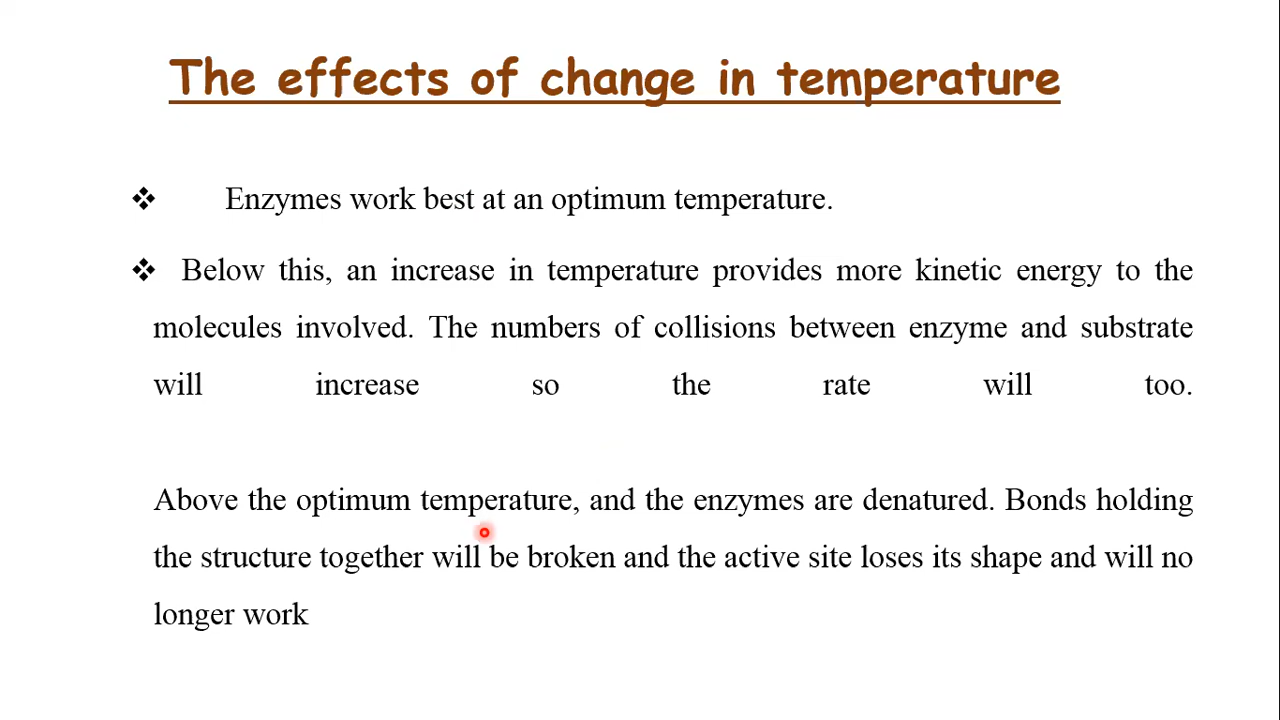 The effects of change in temperature
❖ Enzymes work best at an optimum temperature.
❖ Below this, an increase in temperature provides more kinetic energy to the
molecules involved. The numbers of collisions between enzyme and substrate
will increase so the rate will too.
Above the optimum temperature, and the enzymes are denatured. Bonds holding
the structure together will be broken and the active site loses its shape and will no
longer work